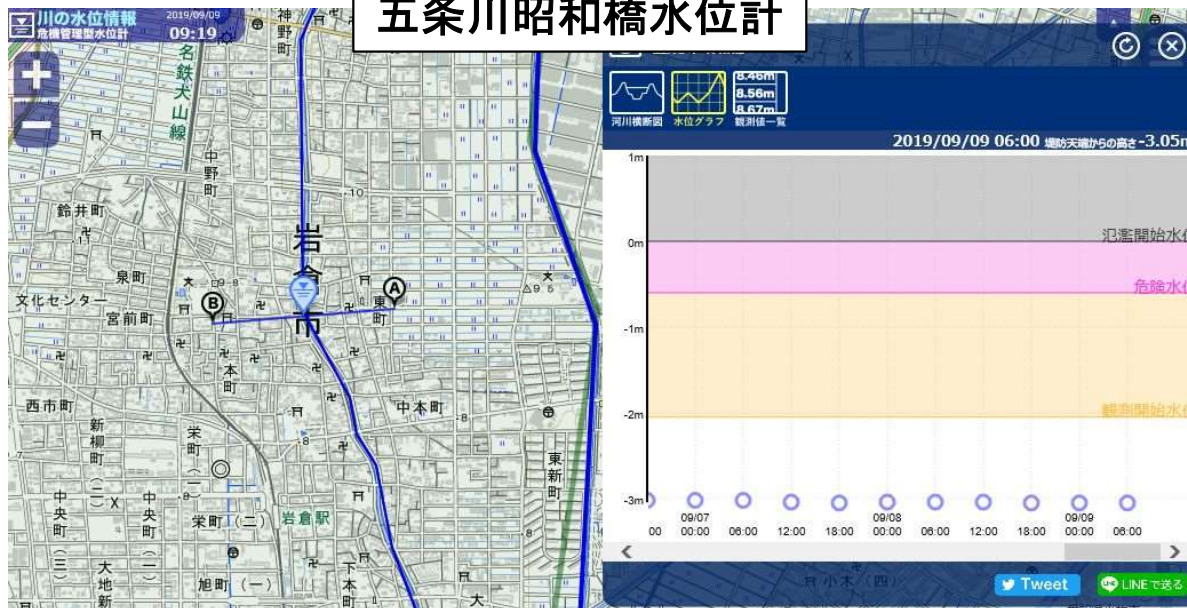 五条川昭和橋水位計
川の水位情報
危機管理型水位計
2019/09/09
09:19
+
−
名鉄犬山線
神野町
中野町
鈴井町
泉町
文化センター
宮前町
岩倉市
東町
A
B
本町
中本町
西市町
新柳町
(二)
栄町
(一)
中央町
(三)
中央町
(一)
栄町(二)
岩倉駅
東新町
旭町(一)
下本町
大地新
大
小木(四)
8.46m
8.56m
8.67m
河川横断図
水位グラフ
観測値一覧
2019/09/09 06:00 堤防天端からの高さ-3.05m
1m
0m
-1m
-2m
-3m
氾濫開始水位
危険水位
観測開始水位
00
09/07
00:00
06:00
12:00
18:00
09/08
00:00
06:00
12:00
18:00
09/09
00:00
06:00
Tweet
LINEで送る